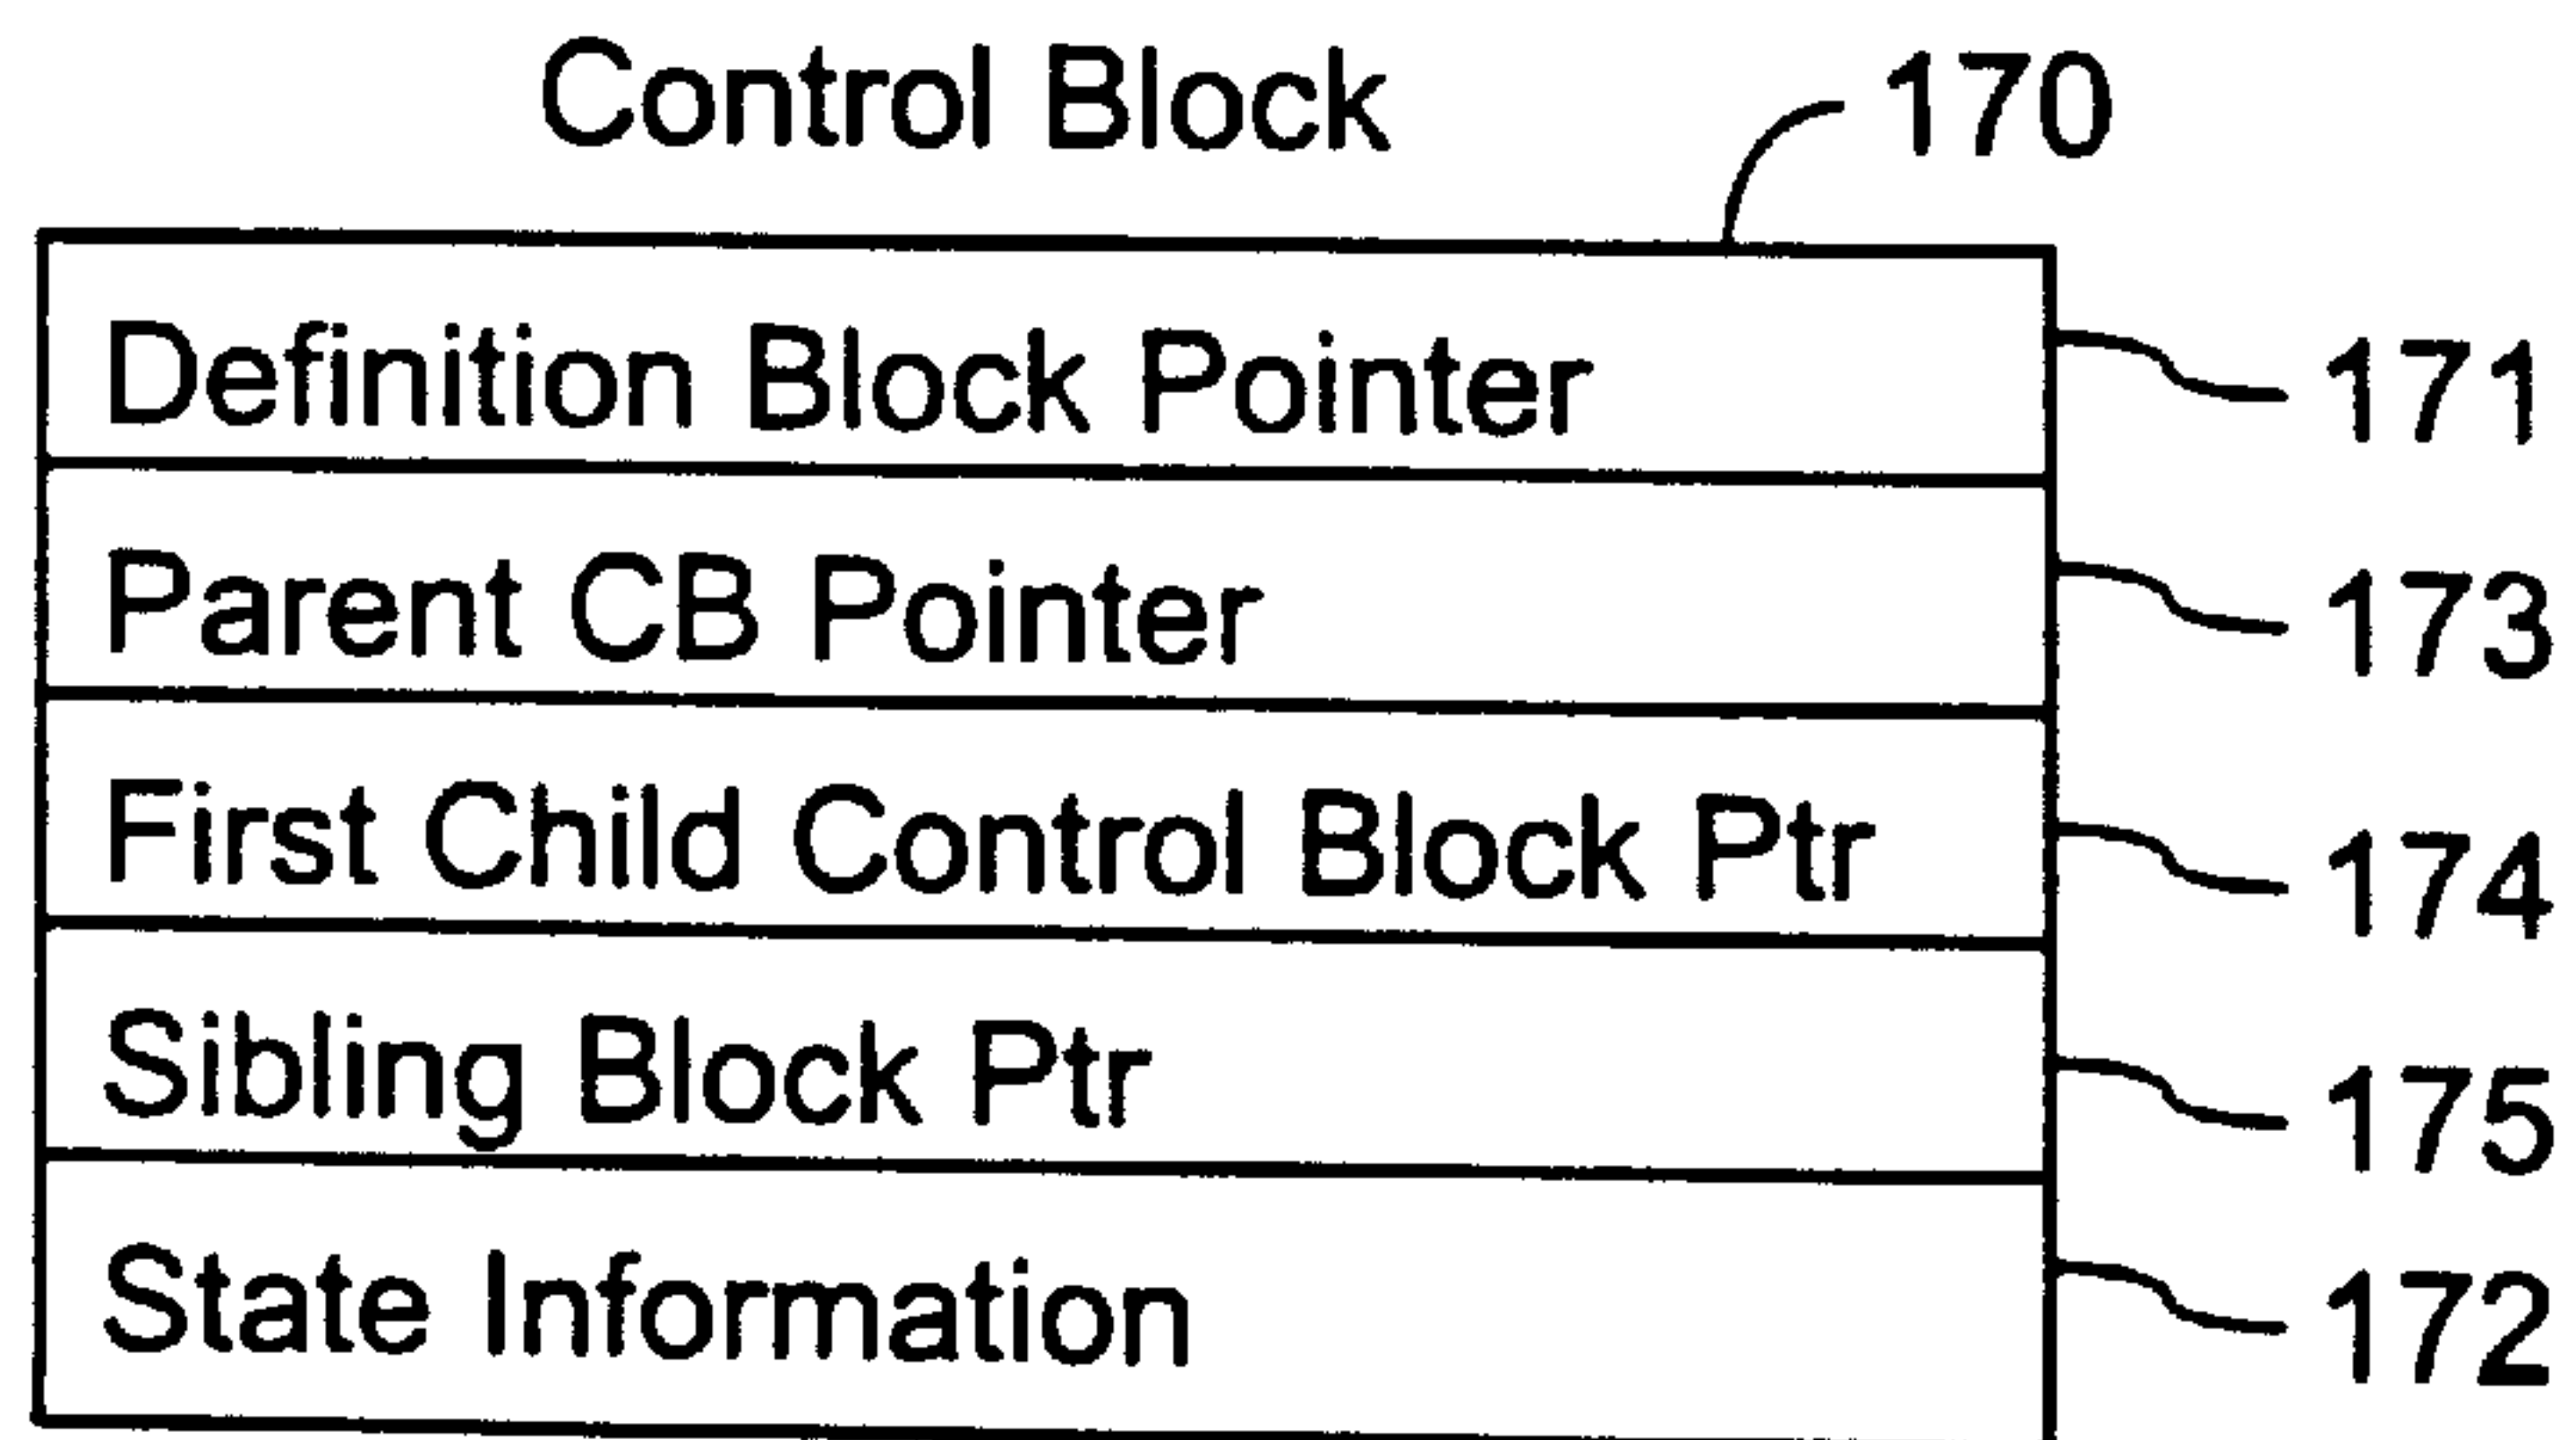 Control Block 170
Definition Block Pointer 171
Parent CB Pointer 173
First Child Control Block Ptr 174
Sibling Block Ptr 175
State Information 172